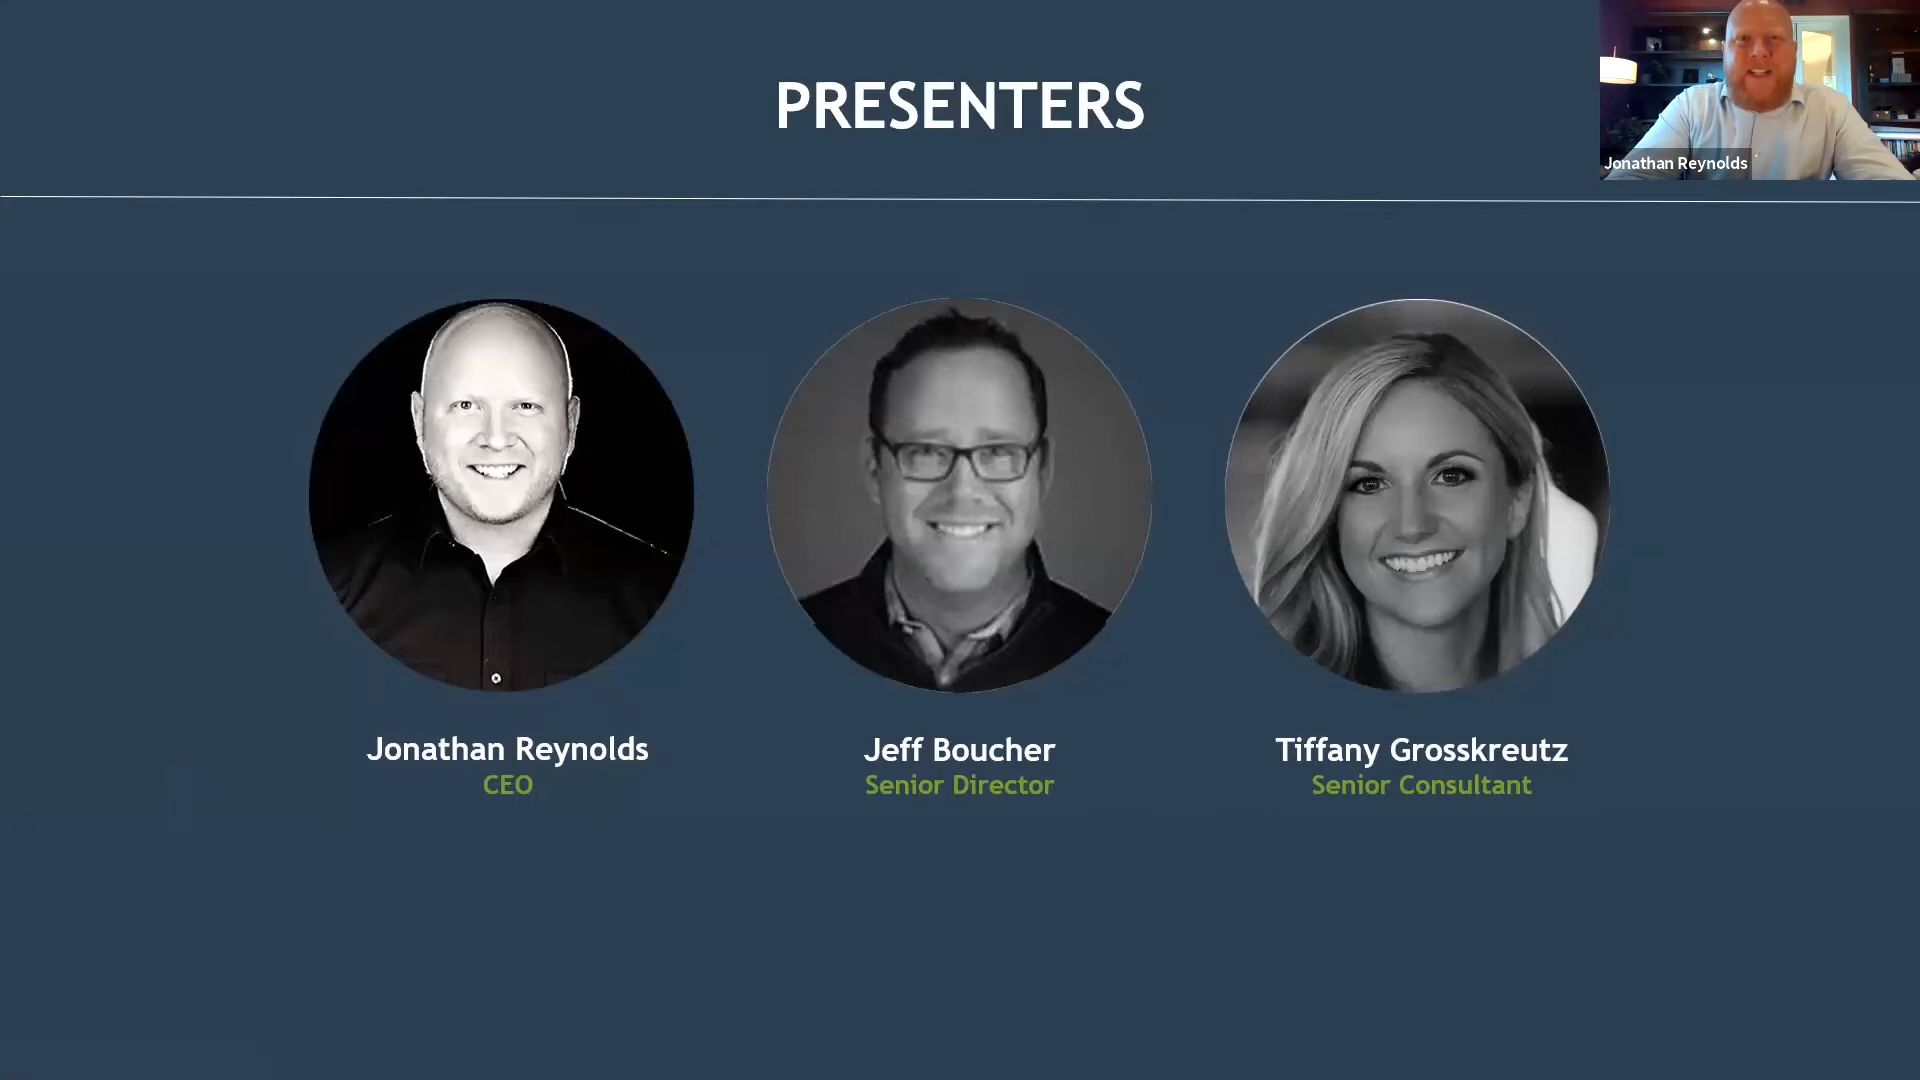 PRESENTERS
Jonathan Reynolds
Jonathan Reynolds
CEO
Jeff Boucher
Senior Director
Tiffany Grosskreutz
Senior Consultant